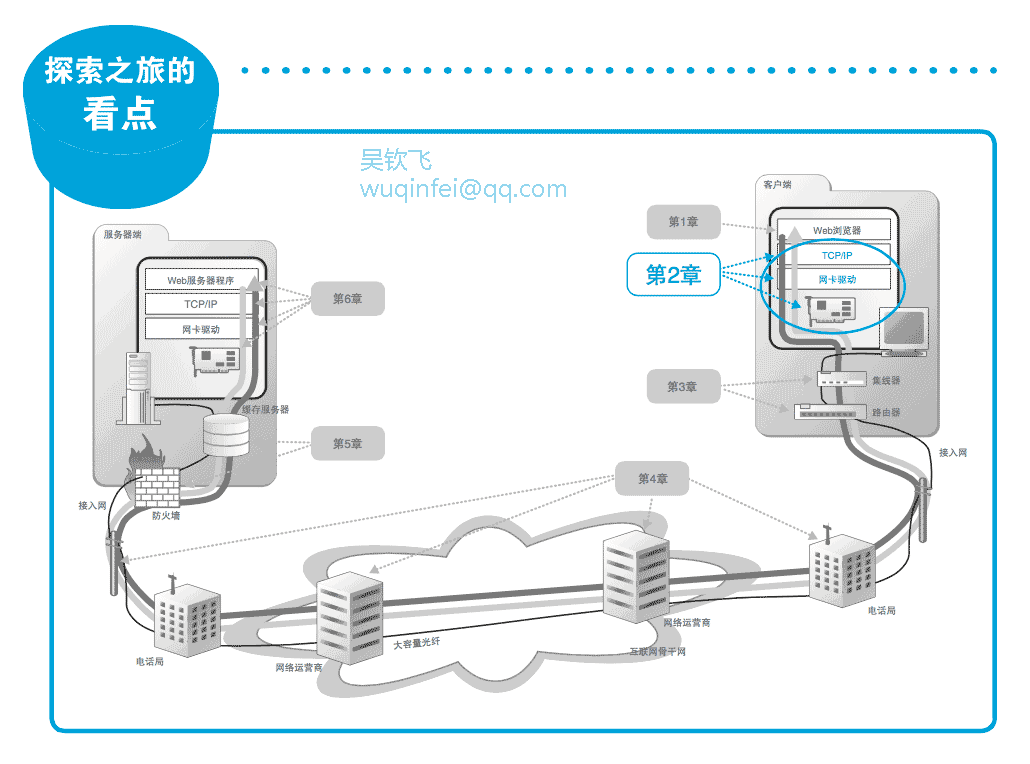 探索之旅的
看点
吴钦飞
wuqinfei@qq.com
客户端
第1章
Web浏览器
TCP/IP
第2章
网卡驱动
服务器端
Web服务器程序
第6章
TCP/IP
网卡驱动
第3章
集线器
缓存服务器
路由器
第5章
接入网
第4章
接入网
防火墙
电话局
网络运营商
大容量光纤
互联网骨干网
电话局
网络运营商